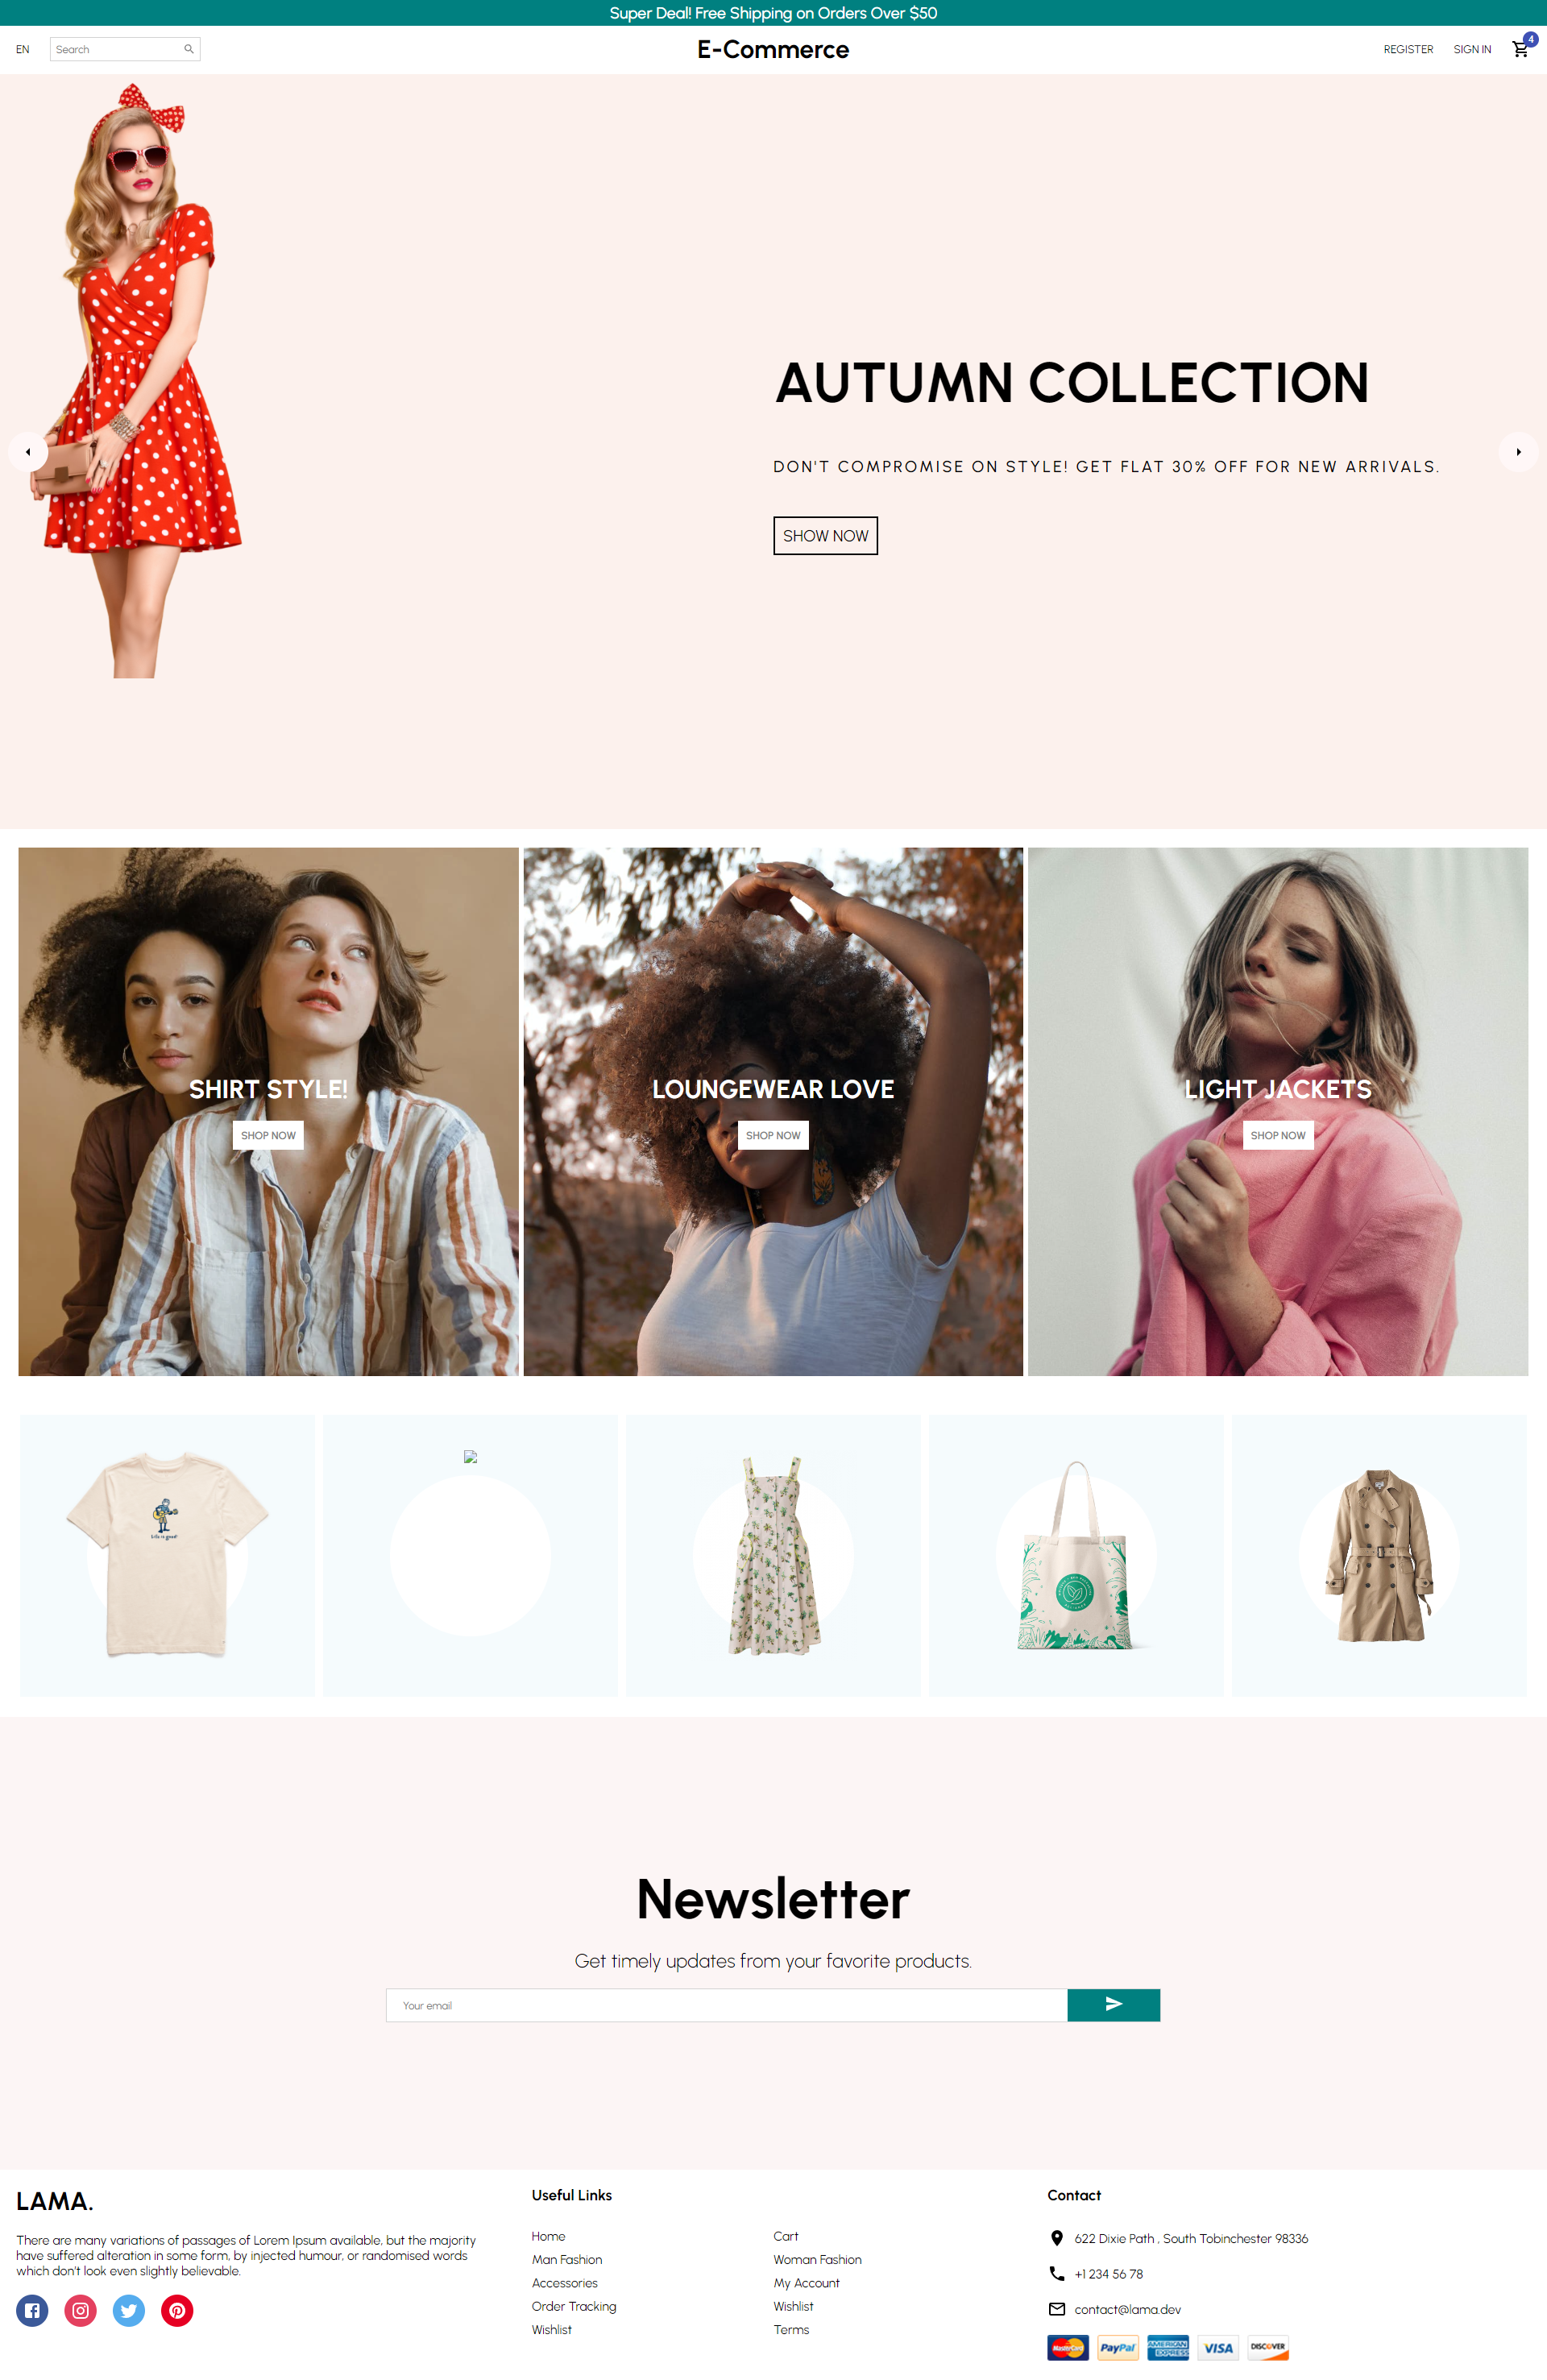 Super Deal! Free Shipping on Orders Over $50
EN
Search
E-Commerce
REGISTER
SIGN IN
4
AUTUMN COLLECTION
DON'T COMPROMISE ON STYLE! GET FLAT 30% OFF FOR NEW ARRIVALS.
SHOW NOW
SHIRT STYLE!
SHOP NOW
LOUNGEWEAR LOVE
SHOP NOW
LIGHT JACKETS
SHOP NOW
Life is good
Newsletter
Get timely updates from your favorite products.
Your email
LAMA.
There are many variations of passages of Lorem Ipsum available, but the majority
have suffered alteration in some form, by injected humour, or randomised words
which don't look even slightly believable.
Useful Links
Home
Cart
Man Fashion
Woman Fashion
Accessories
My Account
Order Tracking
Wishlist
Wishlist
Terms
Contact
622 Dixie Path , South Tobinchester 98336
+1 234 56 78
contact@lama.dev
MasterCard
PayPal
AMERICAN EXPRESS
VISA
DISCOVER